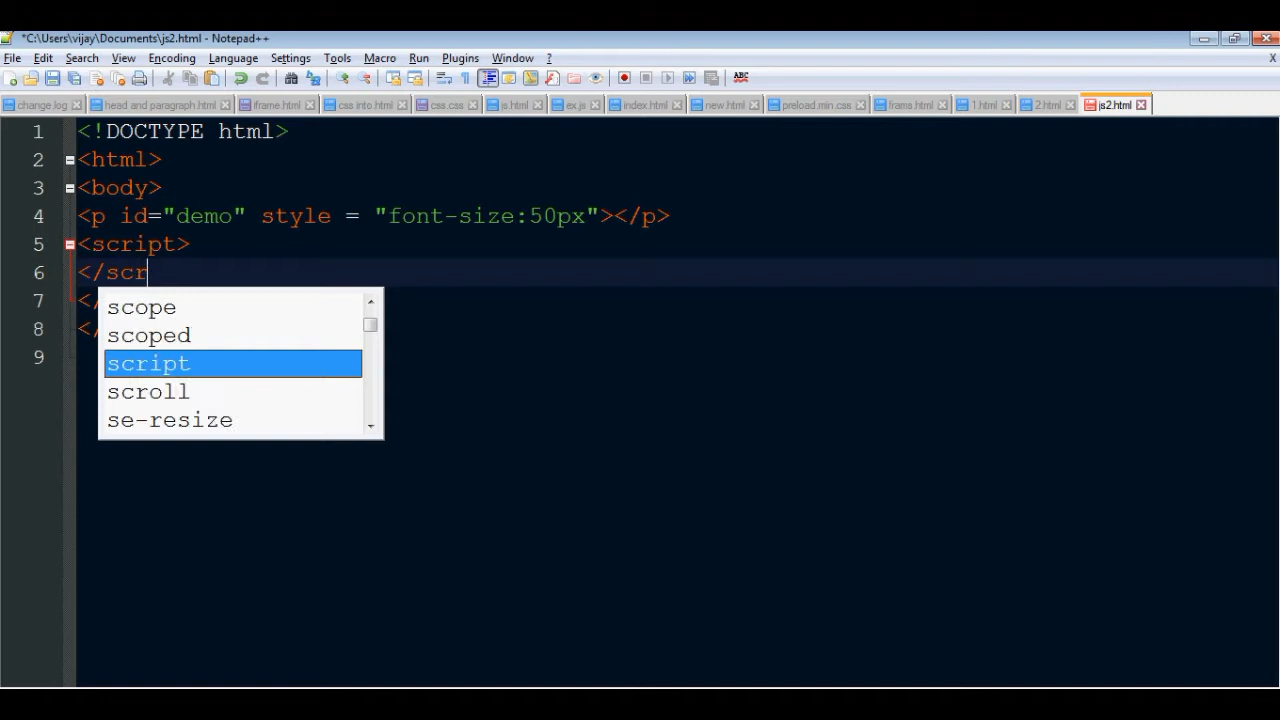 *C:\Users\vijay\Documents\js2.html - Notepad++
File Edit Search View Encoding Language Settings Tools Macro Run Plugins Window ? X
change.log head and paragraph.html iframe.html css into html css.css js.html ex.js index.html new.html preload.min.css frams.html 1.html 2.html js2.html
ABC
1 <!DOCTYPE html>
2 <html>
3 <body>
4 <p id="demo" style = "font-size:50px"></p>
5 <script>
6 </scr
7 </
8 </
9
scope
scoped
script
scroll
se-resize